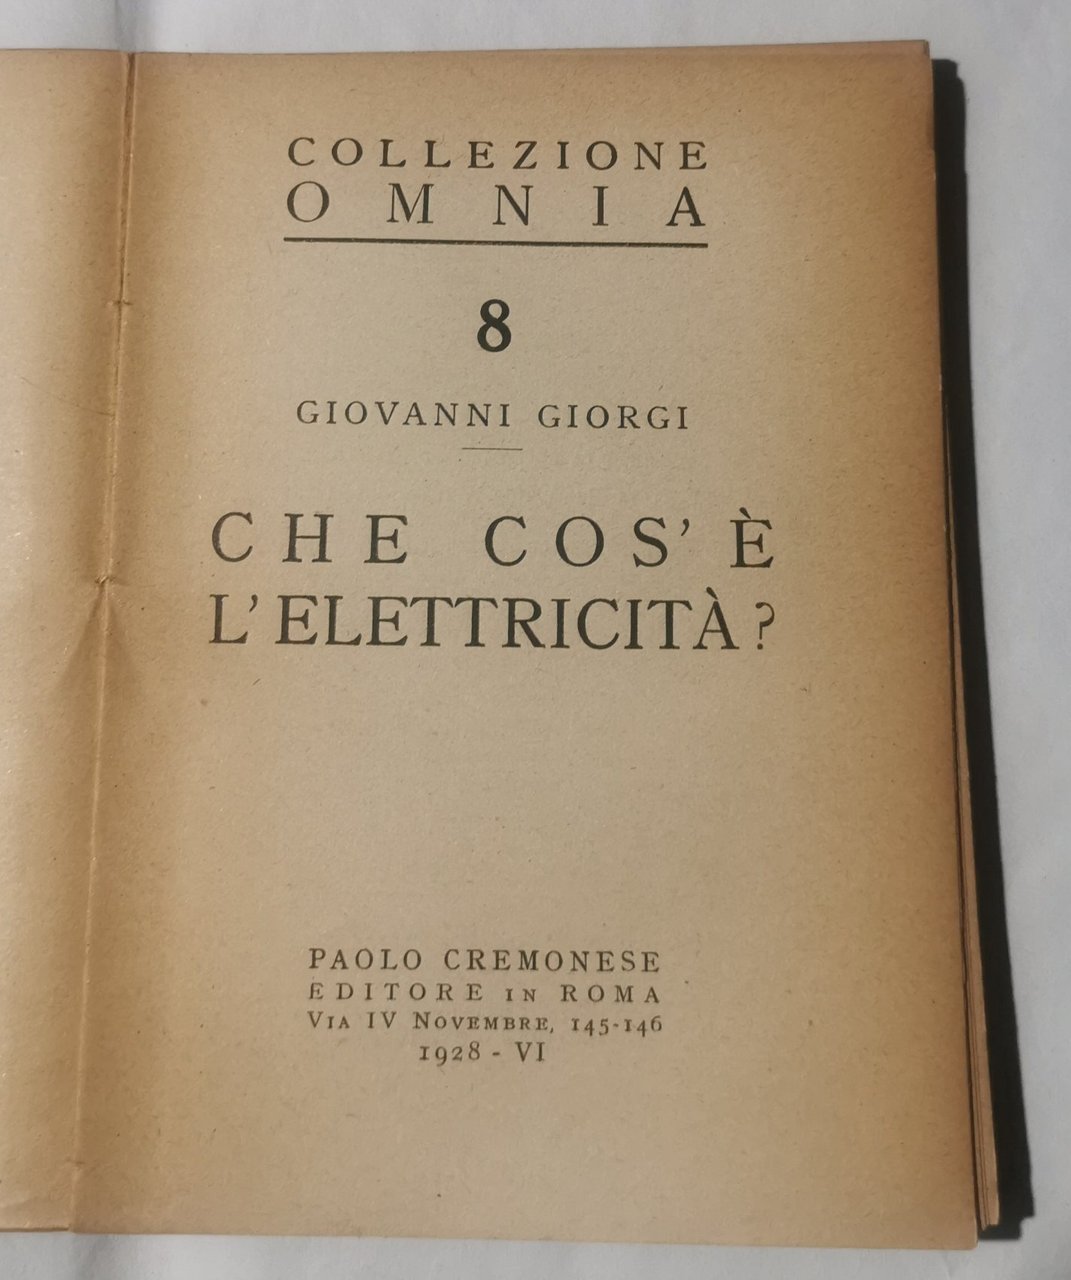 COLLEZIONE
OMNIA
8
GIOVANNI GIORGI
CHE COS' È
L'ELETTRICITÀ?
PAOLO CREMONESE
EDITORE IN ROMA
VIA IV NOVEMBRE, 145-146
1928 - VI